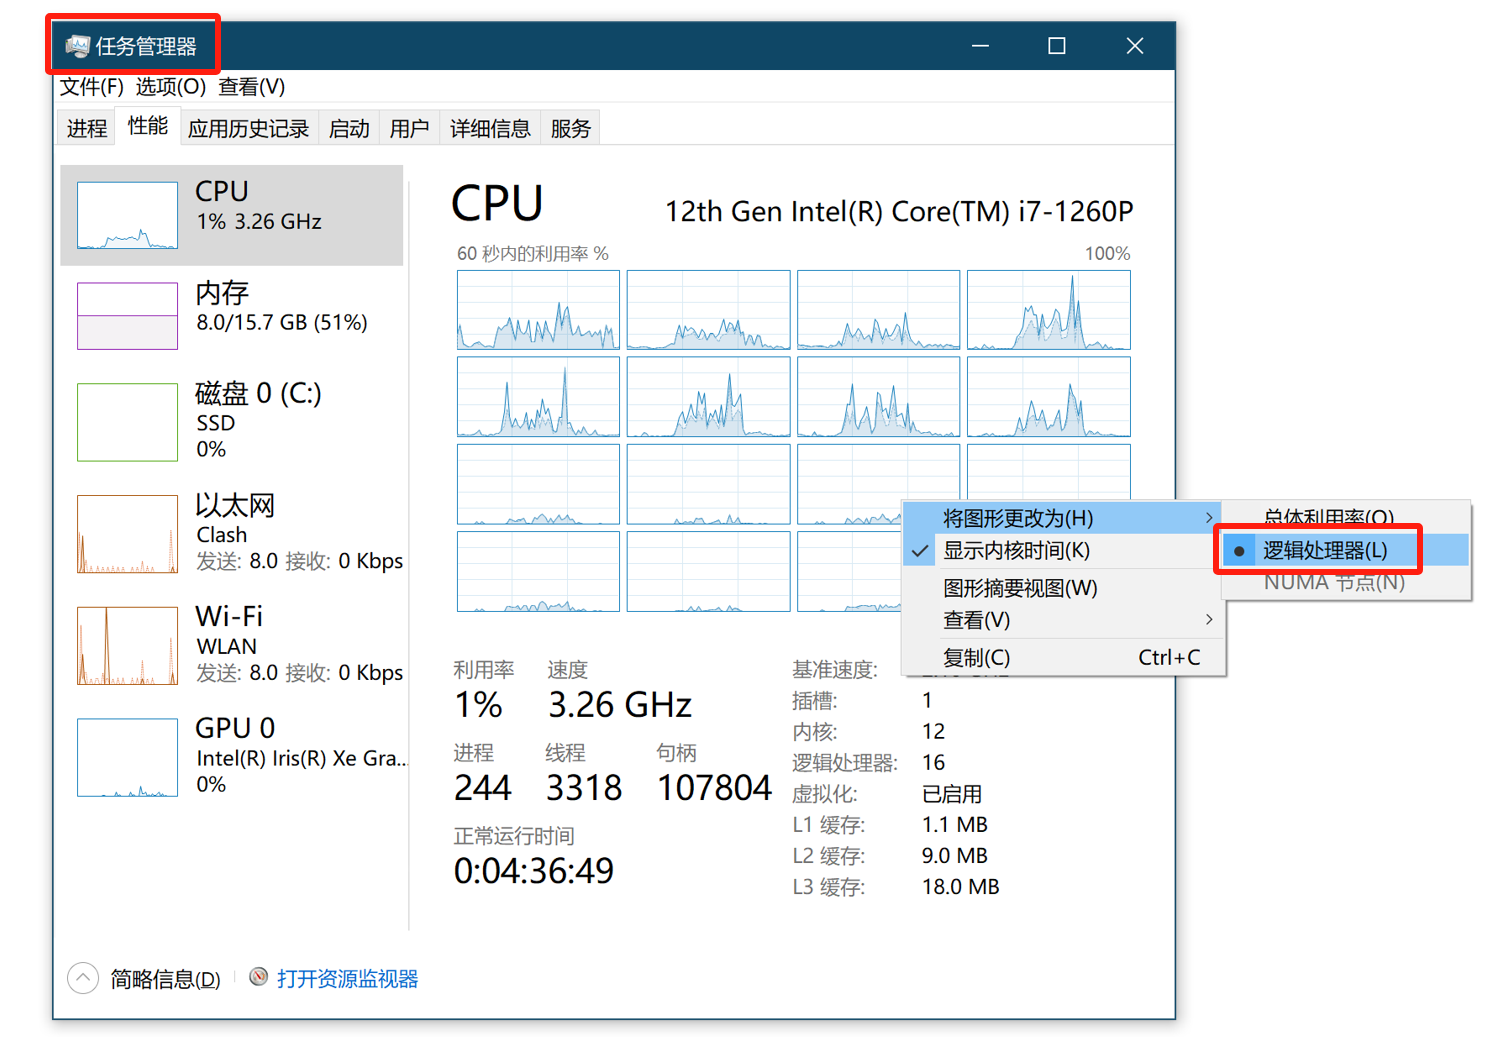 任务管理器
文件(F) 选项(O) 查看(V)
进程 性能 应用历史记录 启动 用户 详细信息 服务
CPU
1% 3.26 GHz
内存
8.0/15.7 GB (51%)
磁盘 0 (C:)
SSD
0%
以太网
Clash
发送: 8.0 接收: 0 Kbps
Wi-Fi
WLAN
发送: 8.0 接收: 0 Kbps
GPU 0
Intel(R) Iris(R) Xe Gra...
0%
CPU
12th Gen Intel(R) Core(TM) i7-1260P
60 秒内的利用率 %
100%
将图形更改为(H)
显示内核时间(K)
图形摘要视图(W)
查看(V)
复制(C) Ctrl+C
总体利用率(O)
逻辑处理器(L)
NUMA 节点(N)
利用率 速度
1% 3.26 GHz
进程 线程 句柄
244 3318 107804
正常运行时间
0:04:36:49
基准速度:
插槽: 1
内核: 12
逻辑处理器: 16
虚拟化: 已启用
L1 缓存: 1.1 MB
L2 缓存: 9.0 MB
L3 缓存: 18.0 MB
简略信息(D)
打开资源监视器